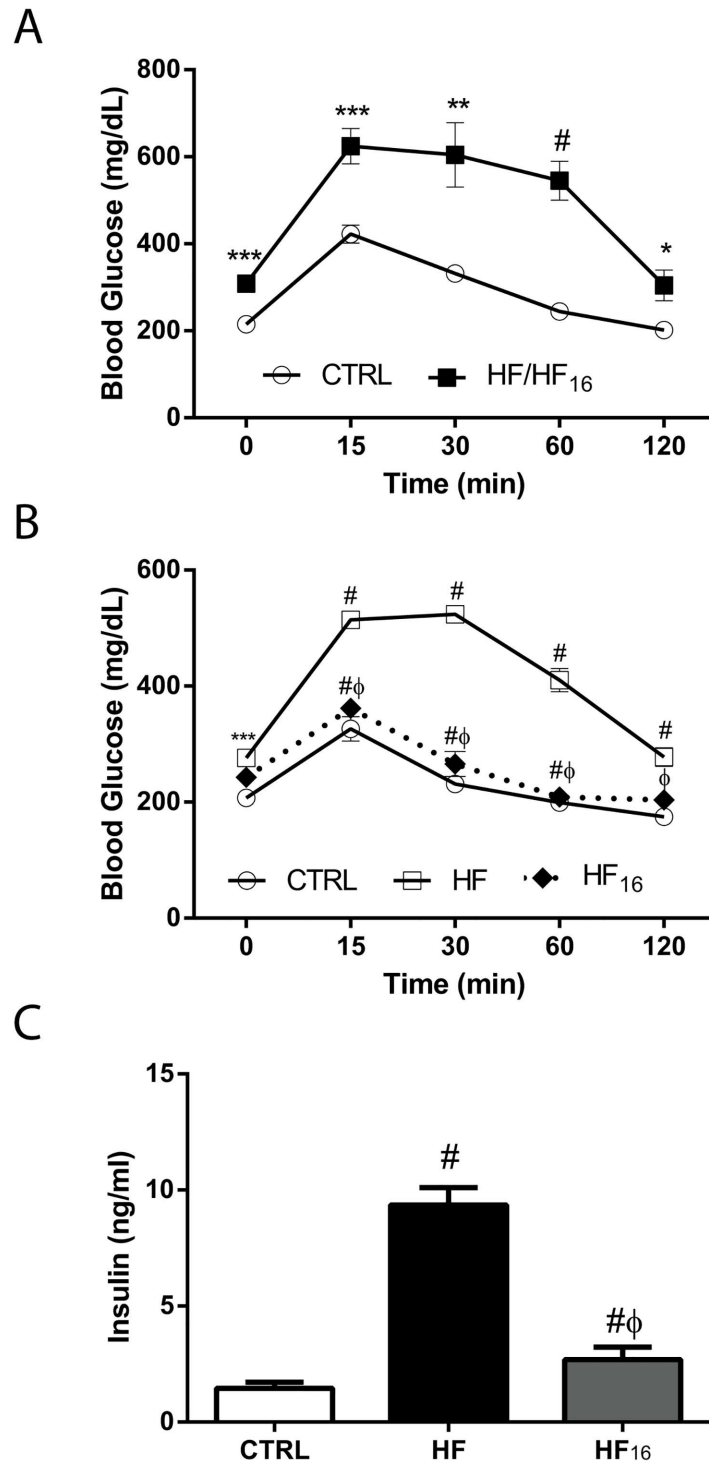 A
800
600
400
200
0
Blood Glucose (mg/dL)
*** *** ** # *
CTRL HF/HF16
0 15 30 60 120
Time (min)
B
600
400
200
0
Blood Glucose (mg/dL)
# # # #
*** #ϕ #ϕ #ϕ ϕ
CTRL HF HF16
0 15 30 60 120
Time (min)
C
15
10
5
0
Insulin (ng/ml)
#
#ϕ
CTRL HF HF16